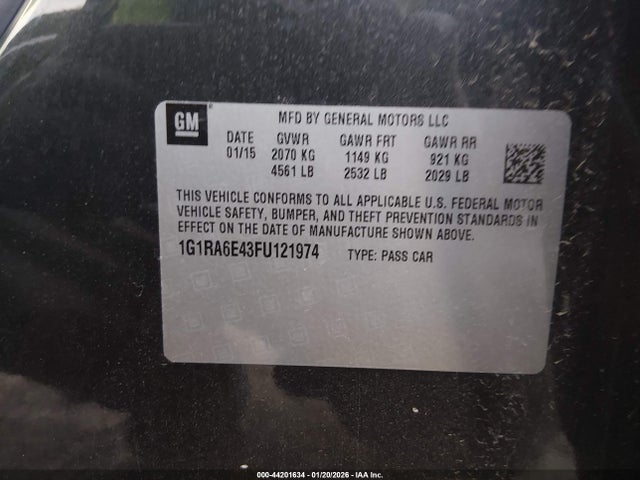 GM
MFD BY GENERAL MOTORS LLC
DATE GVWR GAWR FRT GAWR RR
01/15 2070 KG 1149 KG 921 KG
4561 LB 2532 LB 2029 LB
THIS VEHICLE CONFORMS TO ALL APPLICABLE U.S. FEDERAL MOTOR
VEHICLE SAFETY, BUMPER, AND THEFT PREVENTION STANDARDS IN
EFFECT ON THE DATE OF MANUFACTURE SHOWN ABOVE.
1G1RA6E43FU121974 TYPE: PASS CAR
000-44201634 - 01/20/2026 - IAA Inc.